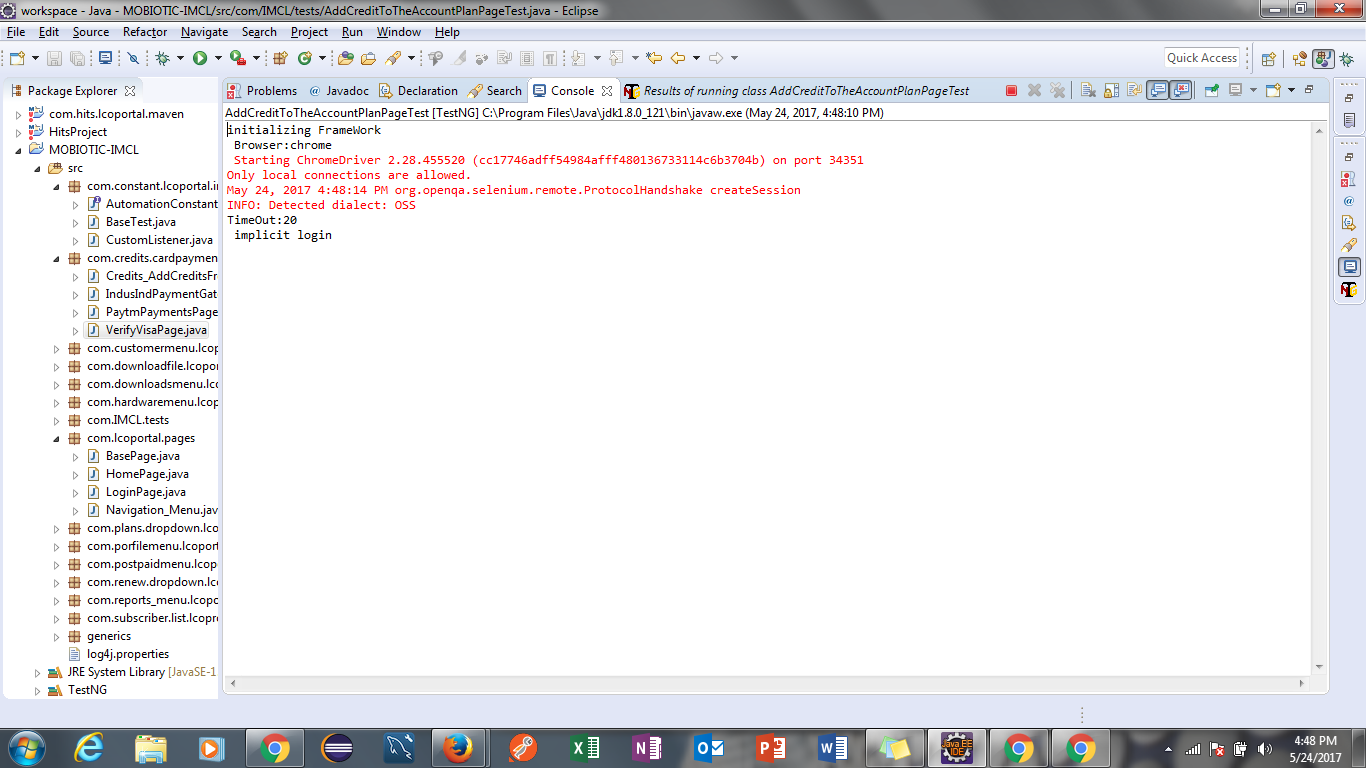 workspace - Java - MOBIOTIC-IMCL/src/com/IMCL/tests/AddCreditToTheAccountPlanPageTest.java - Eclipse
File Edit Source Refactor Navigate Search Project Run Window Help
Quick Access
Package Explorer
com.hits.lcoportal.maven
HitsProject
MOBIOTIC-IMCL
src
com.constant.lcoportal.in
AutomationConstant
BaseTest.java
CustomListener.java
com.credits.cardpaymen
Credits_AddCreditsFr
IndusIndPaymentGat
PaytmPaymentsPage
VerifyVisaPage.java
com.customermenu.lcop
com.downloadfile.lcopor
com.downloadsmenu.lco
com.hardwaremenu.lcop
com.IMCL.tests
com.lcoportal.pages
BasePage.java
HomePage.java
LoginPage.java
Navigation_Menu.jav
com.plans.dropdown.lco
com.porfilemenu.lcoport
com.postpaidmenu.lcop
com.renew.dropdown.lc
com.reports_menu.lcopo
com.subscriber.list.lcopro
generics
log4j.properties
JRE System Library [JavaSE-1
TestNG
Problems @ Javadoc Declaration Search Console Results of running class AddCreditToTheAccountPlanPageTest
AddCreditToTheAccountPlanPageTest [TestNG] C:\Program Files\Java\jdk1.8.0_121\bin\javaw.exe (May 24, 2017, 4:48:10 PM)
initializing FrameWork
Browser:chrome
Starting ChromeDriver 2.28.455520 (cc17746adff54984afff480136733114c6b3704b) on port 34351
Only local connections are allowed.
May 24, 2017 4:48:14 PM org.openqa.selenium.remote.ProtocolHandshake createSession
INFO: Detected dialect: OSS
TimeOut:20
implicit login
Java EE
IDE
4:48 PM
5/24/2017